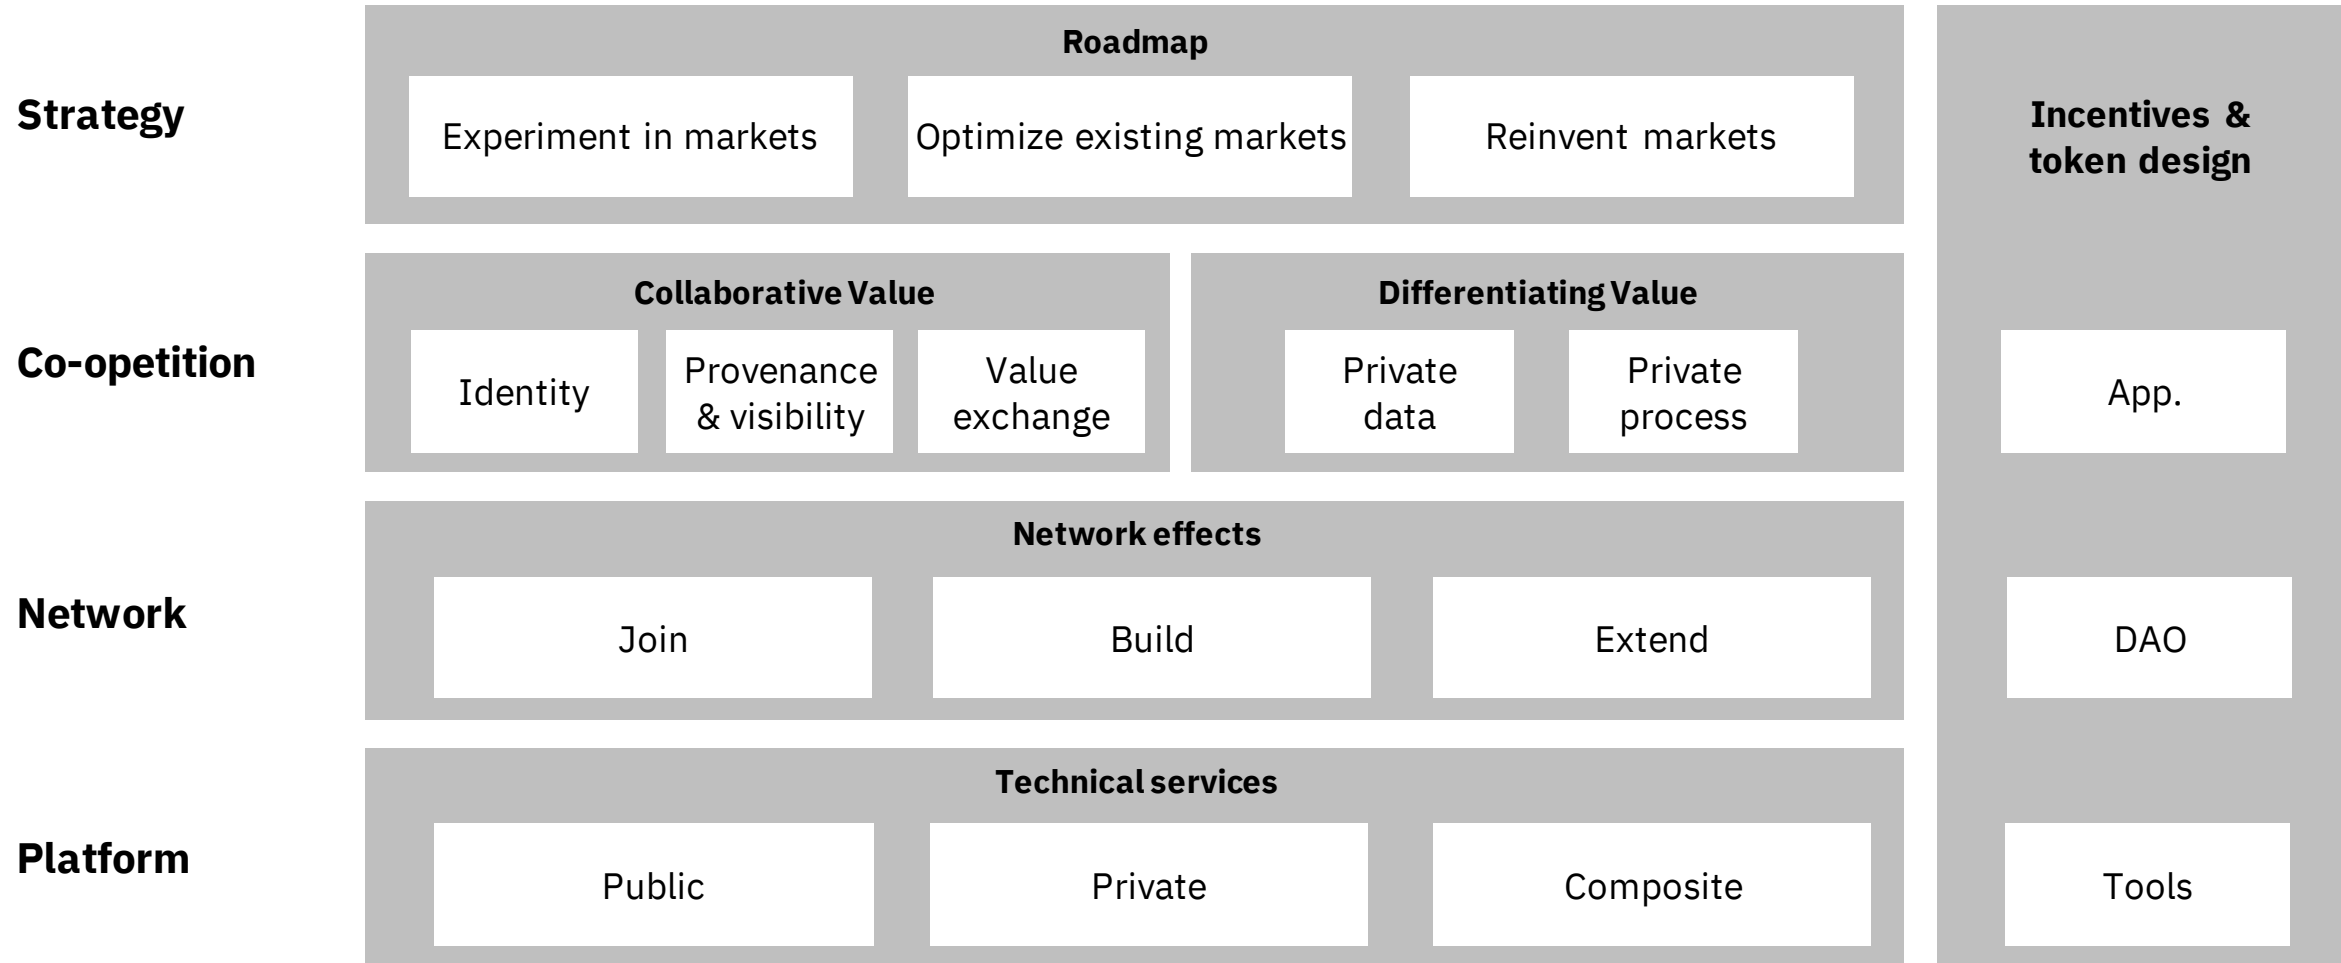 Strategy
Roadmap
Experiment in markets
Optimize existing markets
Reinvent markets
Incentives &
token design
Co-opetition
Collaborative Value
Identity
Provenance
& visibility
Value
exchange
Differentiating Value
Private
data
Private
process
App.
Network
Network effects
Join
Build
Extend
DAO
Platform
Technical services
Public
Private
Composite
Tools